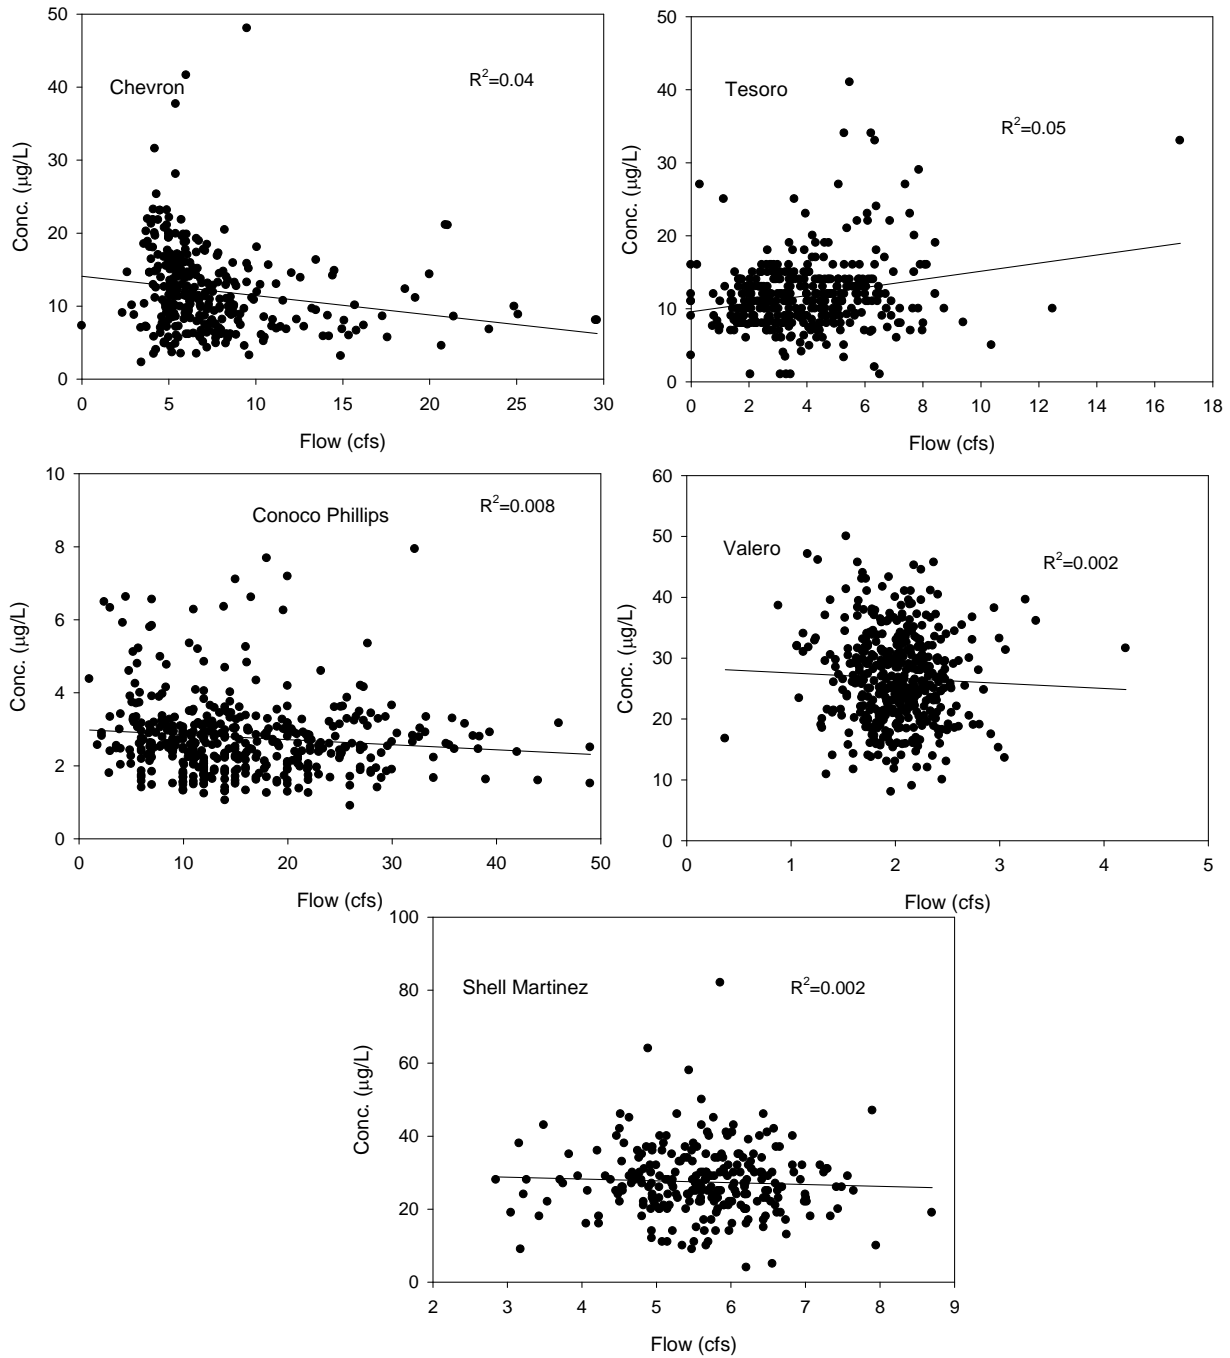 50
40
30
20
10
0
Conc. (μg/L)
Chevron
R²=0.04
0 5 10 15 20 25 30
Flow (cfs)
50
40
30
20
10
0
Conc. (μg/L)
Tesoro
R²=0.05
0 2 4 6 8 10 12 14 16 18
Flow (cfs)
10
8
6
4
2
0
Conc. (μg/L)
Conoco Phillips
R²=0.008
0 10 20 30 40 50
Flow (cfs)
60
50
40
30
20
10
0
Conc. (μg/L)
Valero
R²=0.002
0 1 2 3 4 5
Flow (cfs)
100
80
60
40
20
0
Conc. (μg/L)
Shell Martinez
R²=0.002
2 3 4 5 6 7 8 9
Flow (cfs)